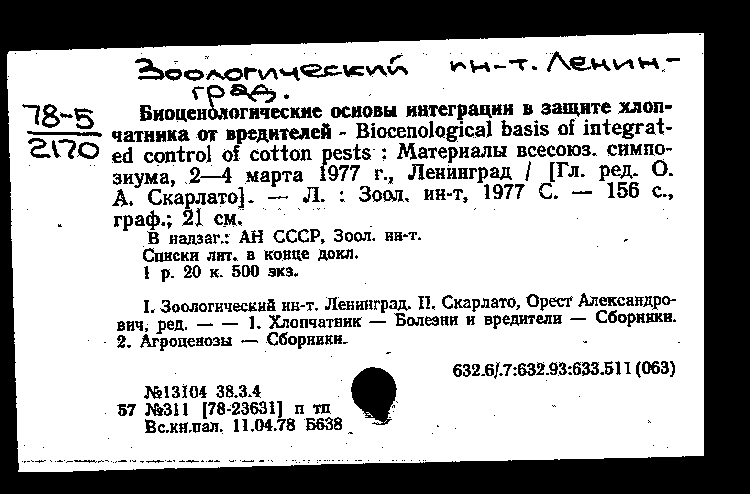 Зоологический ин-т. Ленин-
град.
78-5
2170
Биоценологические основы интеграции в защите хлоп-
чатника от вредителей - Biocenological basis of integrat-
ed control of cotton pests : Материалы всесоюз. симпо-
зиума, 2—4 марта 1977 г., Ленинград / [Гл. ред. О.
А. Скарлато]. — Л. : Зоол. ин-т, 1977 С. — 156 с.,
граф.; 21 см.
В надзаг.: АН СССР, Зоол. ин-т.
Списки лит. в конце докл.
1 р. 20 к. 500 экз.
I. Зоологический ин-т. Ленинград. II. Скарлато, Орест Александро-
вич, ред. — — 1. Хлопчатник — Болезни и вредители — Сборники.
2. Агроценозы — Сборники.
632.6/.7:632.93:633.511(063)
№13104 38.3.4
57 №311 [78-23631] п тп
Вс.кн.пал. 11.04.78 Б638